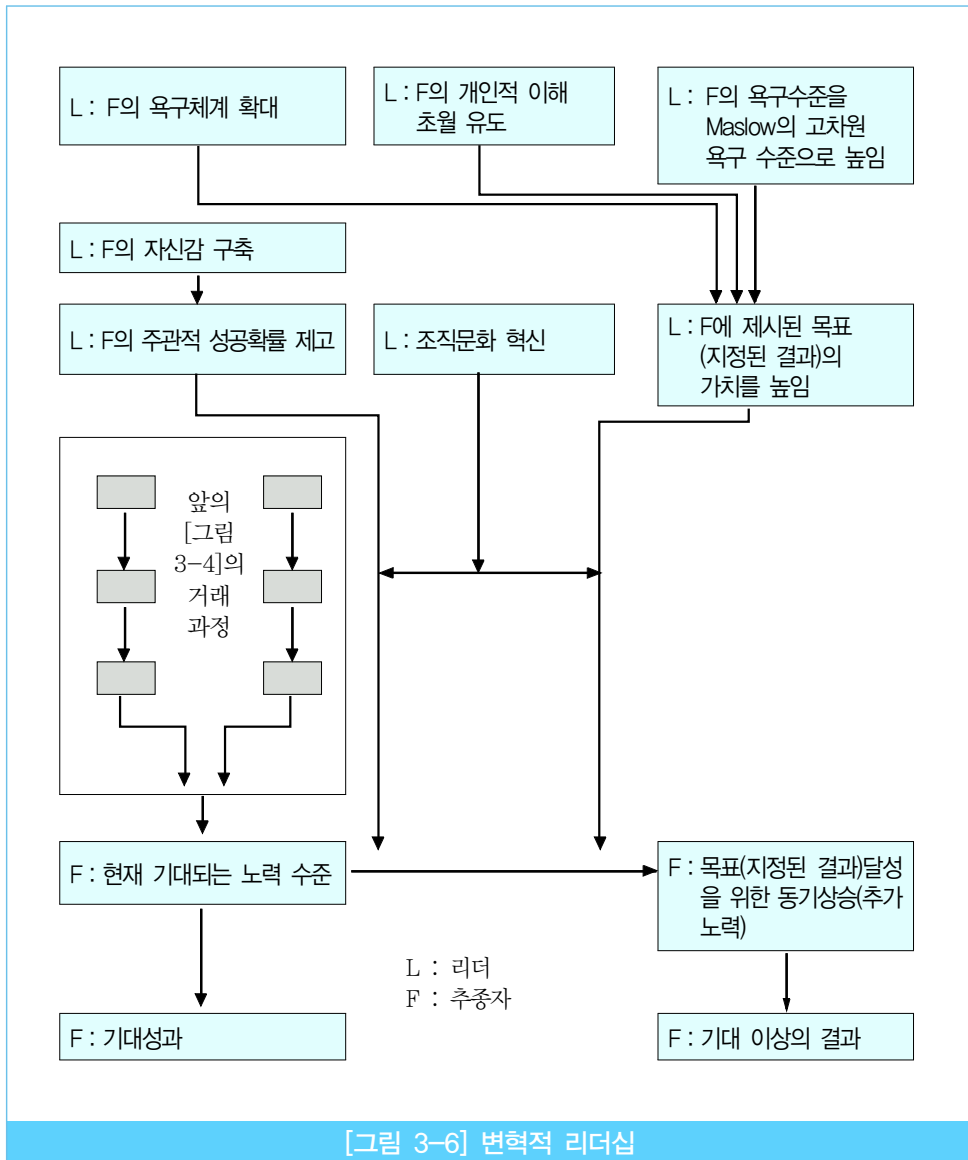 L : F의 욕구체계 확대
L : F의 개인적 이해
초월 유도
L : F의 욕구수준을
Maslow의 고차원
욕구 수준으로 높임
L : F의 자신감 구축
L : F의 주관적 성공확률 제고
L : 조직문화 혁신
L : F에 제시된 목표
(지정된 결과)의
가치를 높임
앞의
[그림
3-4]의
거래
과정
F : 현재 기대되는 노력 수준
F : 목표(지정된 결과)달성
을 위한 동기상승(추가
노력)
L : 리더
F : 추종자
F : 기대성과
F : 기대 이상의 결과
[그림 3-6] 변혁적 리더십